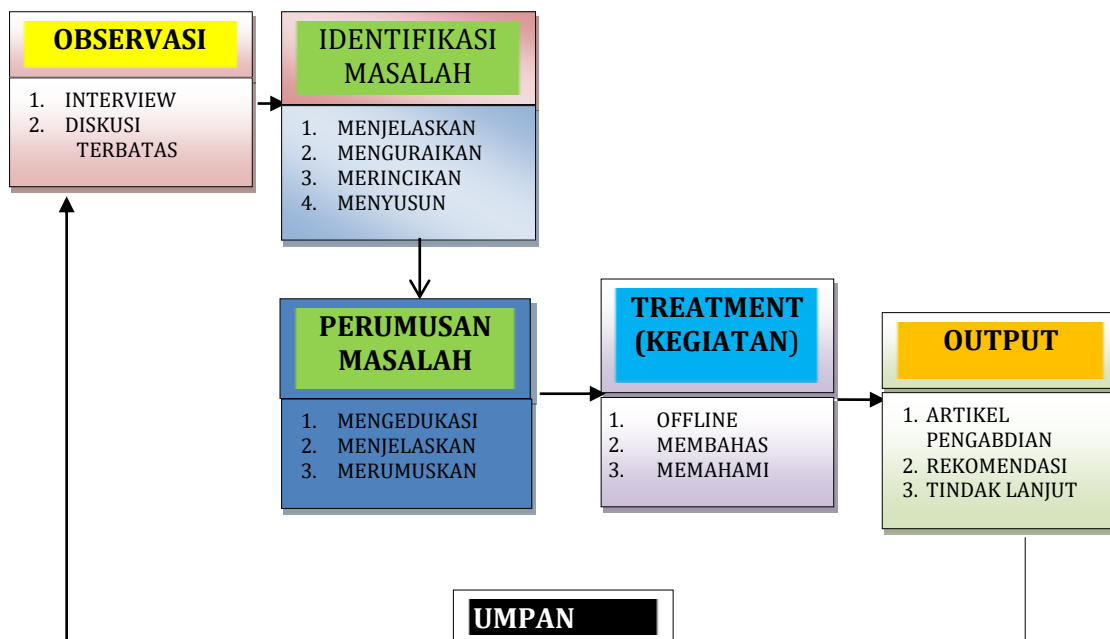 OBSERVASI
1. INTERVIEW
2. DISKUSI
TERBATAS
IDENTIFIKASI
MASALAH
1. MENJELASKAN
2. MENGURAIKAN
3. MERINCIKAN
4. MENYUSUN
PERUMUSAN
MASALAH
1. MENGEDUKASI
2. MENJELASKAN
3. MERUMUSKAN
TREATMENT
(KEGIATAN)
1. OFFLINE
2. MEMBAHAS
3. MEMAHAMI
OUTPUT
1. ARTIKEL
PENGABDIAN
2. REKOMENDASI
3. TINDAK LANJUT
UMPAN